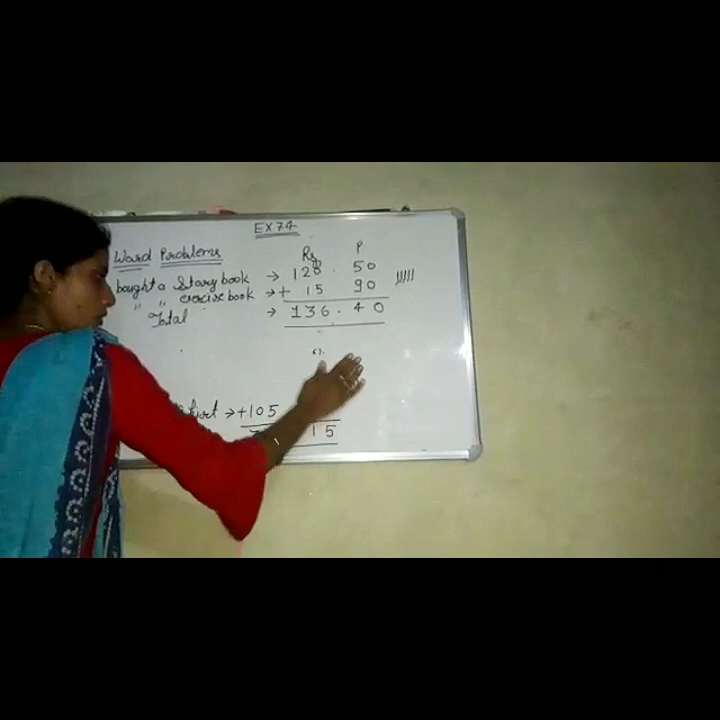 EX 7.4
Word Problems
Rs P
bought a Story book → 128 . 50
" " exercise book → + 15 90
Total → 136 . 40
→ + 105
15